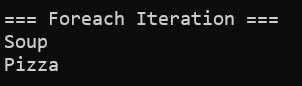 === Foreach Iteration ===
Soup
Pizza